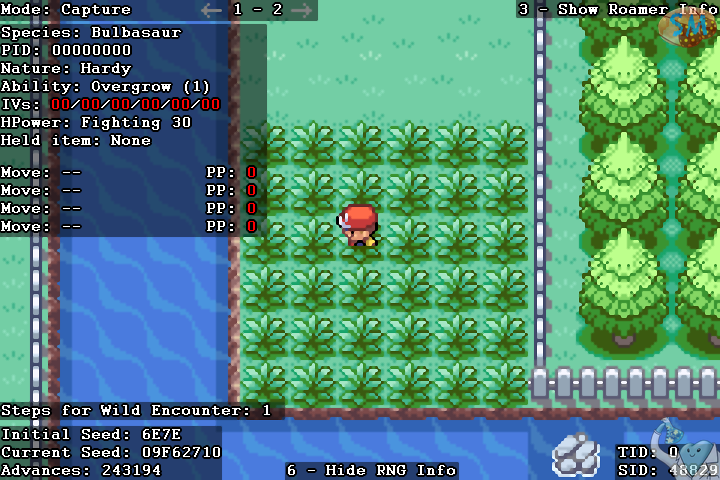 Mode: Capture
← 1 - 2 →
3 - Show Roamer Info
Species: Bulbasaur
PID: 00000000
Nature: Hardy
Ability: Overgrow (1)
IVs: 00/00/00/00/00/00
HPower: Fighting 30
Held item: None
Move: -- PP: 0
Move: -- PP: 0
Move: -- PP: 0
Move: -- PP: 0
Steps for Wild Encounter: 1
Initial Seed: 6E7E
Current Seed: 09F62710
Advances: 243194
6 - Hide RNG Info
TID: 0
SID: 48829